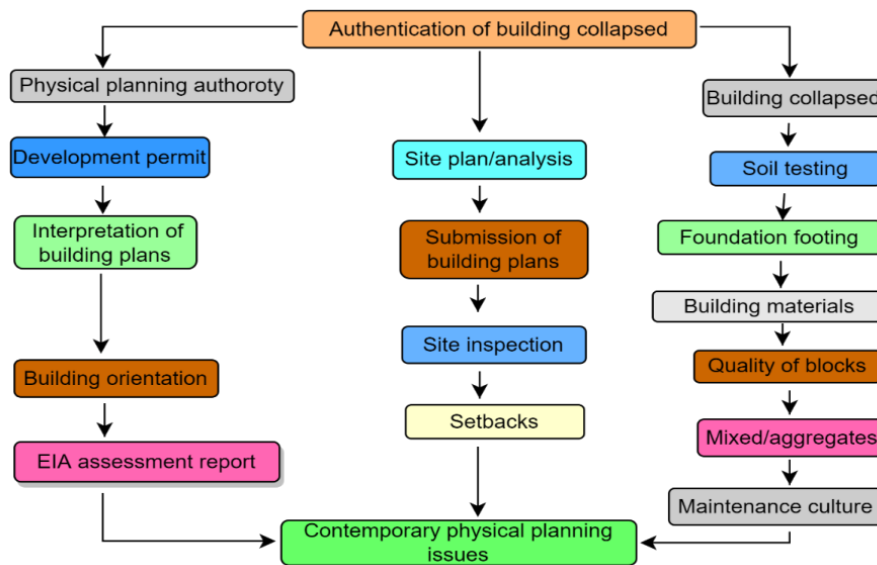 Authentication of building collapsed
Physical planning authoroty
Development permit
Interpretation of
building plans
Building orientation
EIA assessment report
Site plan/analysis
Submission of
building plans
Site inspection
Setbacks
Building collapsed
Soil testing
Foundation footing
Building materials
Quality of blocks
Mixed/aggregates
Maintenance culture
Contemporary physical planning
issues